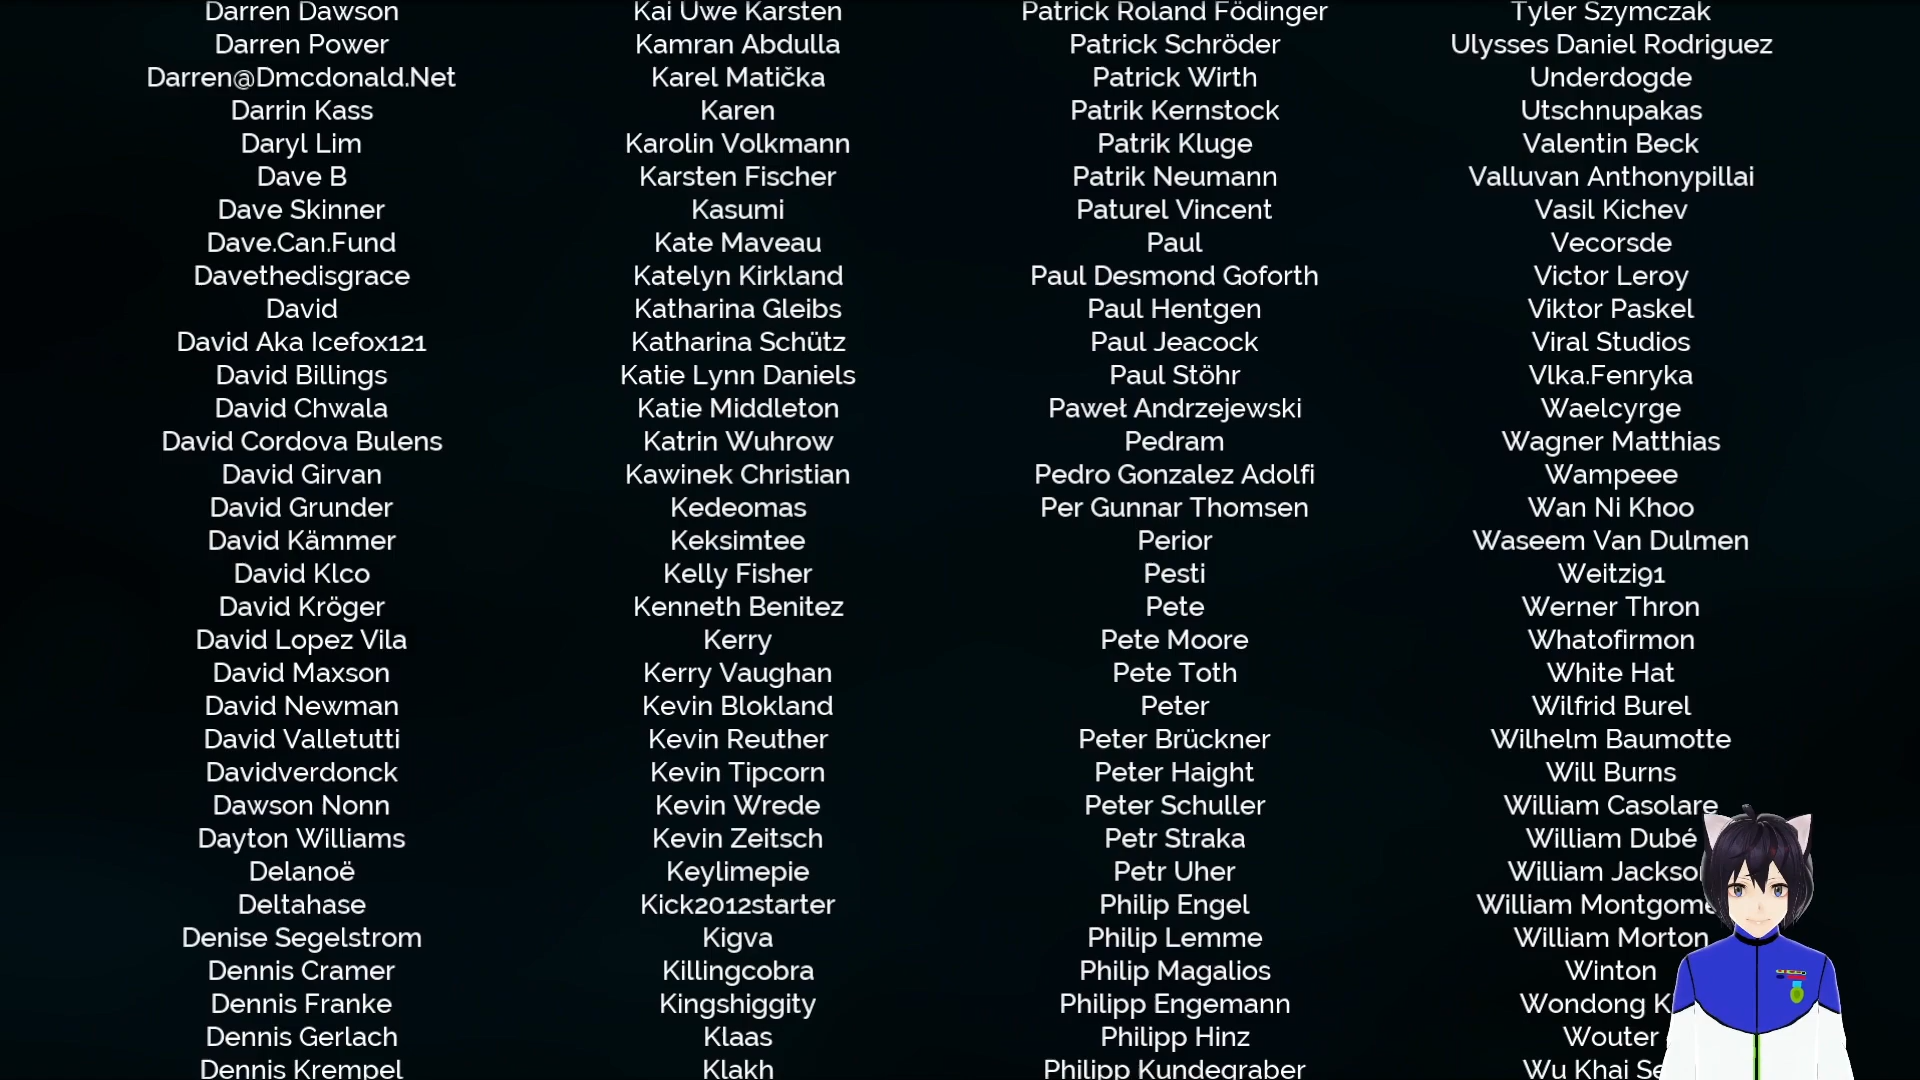 Darren Dawson
Darren Power
Darren@Dmcdonald.Net
Darrin Kass
Daryl Lim
Dave B
Dave Skinner
Dave.Can.Fund
Davethedisgrace
David
David Aka Icefox121
David Billings
David Chwala
David Cordova Bulens
David Girvan
David Grunder
David Kämmer
David Klco
David Kröger
David Lopez Vila
David Maxson
David Newman
David Valletutti
Davidverdonck
Dawson Nonn
Dayton Williams
Delanoë
Deltahase
Denise Segelstrom
Dennis Cramer
Dennis Franke
Dennis Gerlach
Dennis Krempel
Kai Uwe Karsten
Kamran Abdulla
Karel Matička
Karen
Karolin Volkmann
Karsten Fischer
Kasumi
Kate Maveau
Katelyn Kirkland
Katharina Gleibs
Katharina Schütz
Katie Lynn Daniels
Katie Middleton
Katrin Wuhrow
Kawinek Christian
Kedeomas
Keksimtee
Kelly Fisher
Kenneth Benitez
Kerry
Kerry Vaughan
Kevin Blokland
Kevin Reuther
Kevin Tipcorn
Kevin Wrede
Kevin Zeitsch
Keylimepie
Kick2012starter
Kigva
Killingcobra
Kingshiggity
Klaas
Klakh
Patrick Roland Födinger
Patrick Schröder
Patrick Wirth
Patrik Kernstock
Patrik Kluge
Patrik Neumann
Paturel Vincent
Paul
Paul Desmond Goforth
Paul Hentgen
Paul Jeacock
Paul Stöhr
Paweł Andrzejewski
Pedram
Pedro Gonzalez Adolfi
Per Gunnar Thomsen
Perior
Pesti
Pete
Pete Moore
Pete Toth
Peter
Peter Brückner
Peter Haight
Peter Schuller
Petr Straka
Petr Uher
Philip Engel
Philip Lemme
Philip Magalios
Philipp Engemann
Philipp Hinz
Philipp Kundegraber
Tyler Szymczak
Ulysses Daniel Rodriguez
Underdogde
Utschnupakas
Valentin Beck
Valluvan Anthonypillai
Vasil Kichev
Vecorsde
Victor Leroy
Viktor Paskel
Viral Studios
Vlka.Fenryka
Waelcyrge
Wagner Matthias
Wampeee
Wan Ni Khoo
Waseem Van Dulmen
Weitzi91
Werner Thron
Whatofirmon
White Hat
Wilfrid Burel
Wilhelm Baumotte
Will Burns
William Casolare
William Dubé
William
William
William Morton
Winton
Wondong
Wouter
Wu Khai